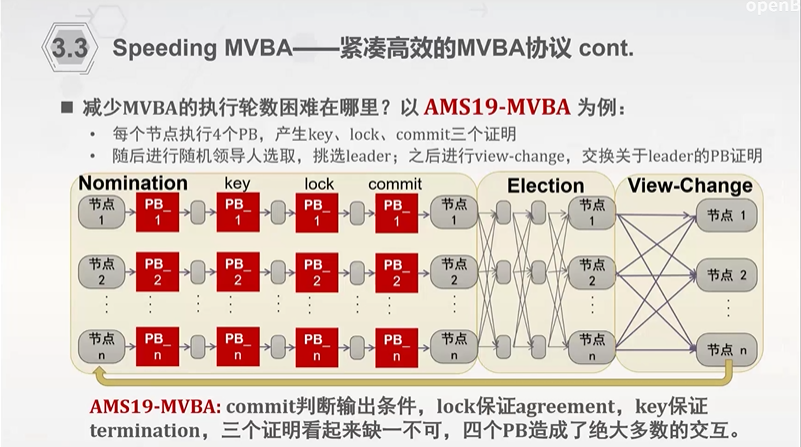 openB
3.3 Speeding MVBA——紧凑高效的MVBA协议 cont.
■ 减少MVBA的执行轮数困难在哪里？以 AMS19-MVBA 为例：
• 每个节点执行4个PB，产生key、lock、commit三个证明
• 随后进行随机领导人选取，挑选leader；之后进行view-change，交换关于leader的PB证明
Nomination key lock commit Election View-Change
节点 1 PB_ 1 PB_ 1 PB_ 1 PB_ 1 节点 1 节点 1 节点 1
节点 2 PB_ 2 PB_ 2 PB_ 2 PB_ 2 节点 2 节点 2 节点 2
节点 n PB_ n PB_ n PB_ n PB_ n 节点 n 节点 n 节点 n
AMS19-MVBA: commit判断输出条件，lock保证agreement，key保证
termination，三个证明看起来缺一不可，四个PB造成了绝大多数的交互。